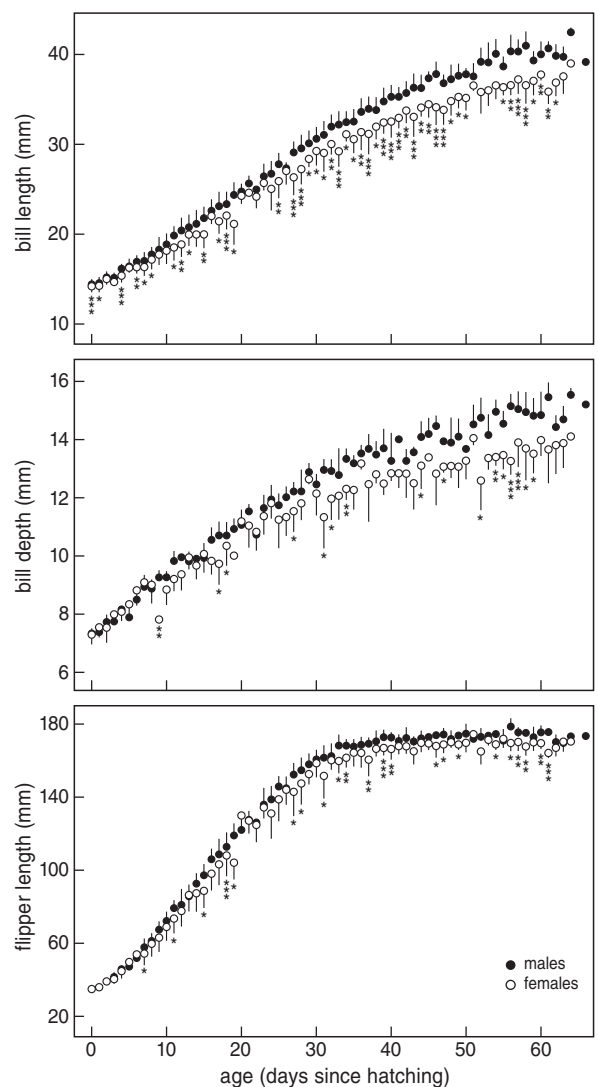 40
30
20
10
bill length (mm)
16
14
12
10
8
6
bill depth (mm)
180
140
100
60
20
flipper length (mm)
males
females
0 10 20 30 40 50 60
age (days since hatching)